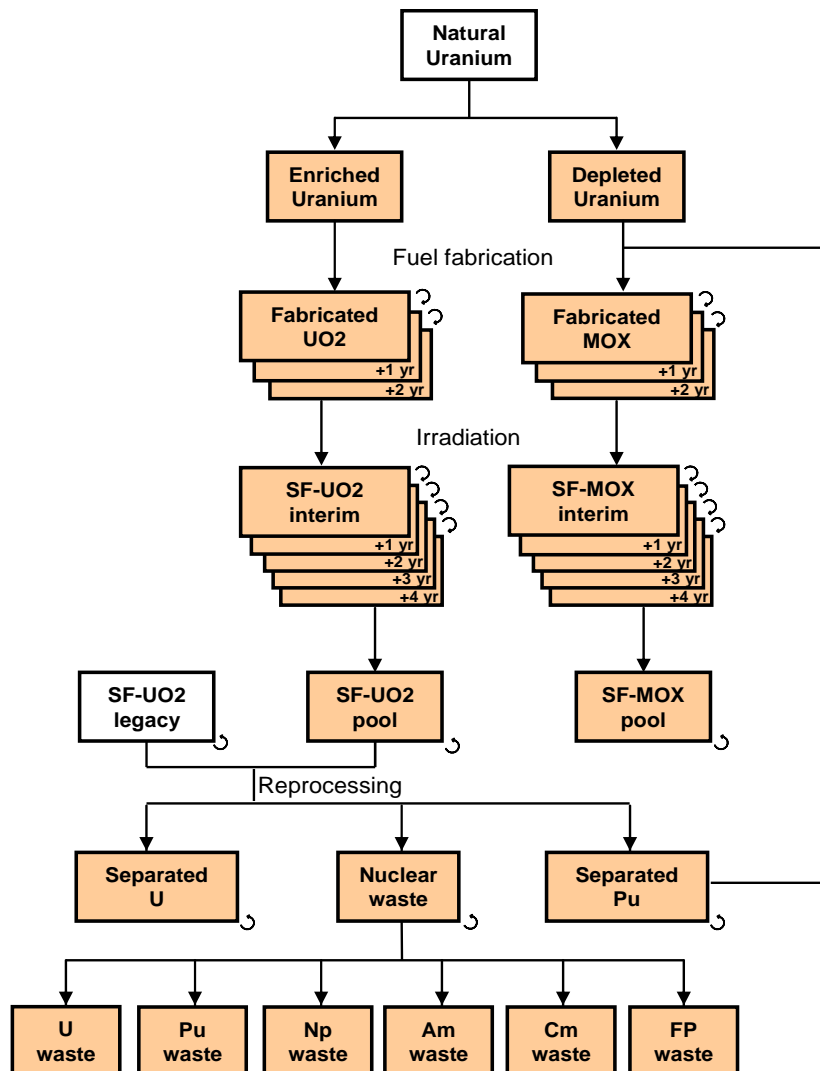 Natural
Uranium
Enriched
Uranium
Depleted
Uranium
Fuel fabrication
Fabricated
UO2
+1 yr
+2 yr
Fabricated
MOX
+1 yr
+2 yr
Irradiation
SF-UO2
interim
+1 yr
+2 yr
+3 yr
+4 yr
SF-MOX
interim
+1 yr
+2 yr
+3 yr
+4 yr
SF-UO2
legacy
SF-UO2
pool
SF-MOX
pool
Reprocessing
Separated
U
Nuclear
waste
Separated
Pu
U
waste
Pu
waste
Np
waste
Am
waste
Cm
waste
FP
waste